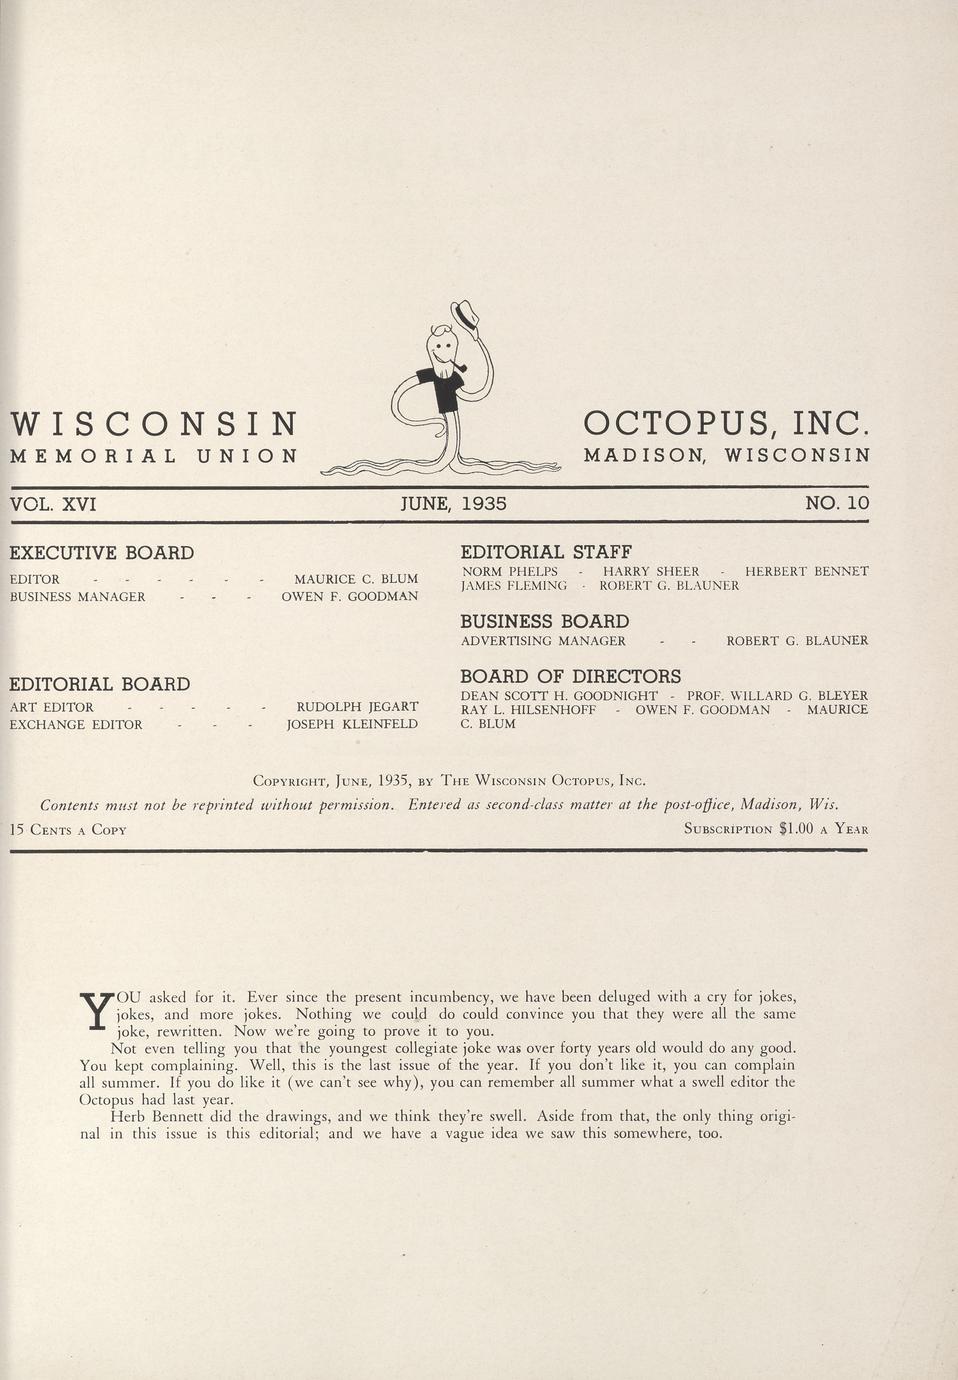 WISCONSIN
MEMORIAL UNION
OCTOPUS, INC.
MADISON, WISCONSIN
VOL. XVI JUNE, 1935 NO. 10
EXECUTIVE BOARD
EDITOR - - - - - - MAURICE C. BLUM
BUSINESS MANAGER - - - OWEN F. GOODMAN
EDITORIAL BOARD
ART EDITOR - - - - - RUDOLPH JEGART
EXCHANGE EDITOR - - - JOSEPH KLEINFELD
EDITORIAL STAFF
NORM PHELPS - HARRY SHEER - HERBERT BENNET
JAMES FLEMING - ROBERT G. BLAUNER
BUSINESS BOARD
ADVERTISING MANAGER - - ROBERT G. BLAUNER
BOARD OF DIRECTORS
DEAN SCOTT H. GOODNIGHT - PROF. WILLARD G. BLEYER
RAY L. HILSENHOFF - OWEN F. GOODMAN - MAURICE
C. BLUM
Copyright, June, 1935, by The Wisconsin Octopus, Inc.
Contents must not be reprinted without permission. Entered as second-class matter at the post-office, Madison, Wis.
15 Cents a Copy Subscription $1.00 a Year
YOU asked for it. Ever since the present incumbency, we have been deluged with a cry for jokes,
jokes, and more jokes. Nothing we could do could convince you that they were all the same
joke, rewritten. Now we're going to prove it to you.
Not even telling you that the youngest collegiate joke was over forty years old would do any good.
You kept complaining. Well, this is the last issue of the year. If you don't like it, you can complain
all summer. If you do like it (we can't see why), you can remember all summer what a swell editor the
Octopus had last year.
Herb Bennett did the drawings, and we think they're swell. Aside from that, the only thing origi-
nal in this issue is this editorial; and we have a vague idea we saw this somewhere, too.